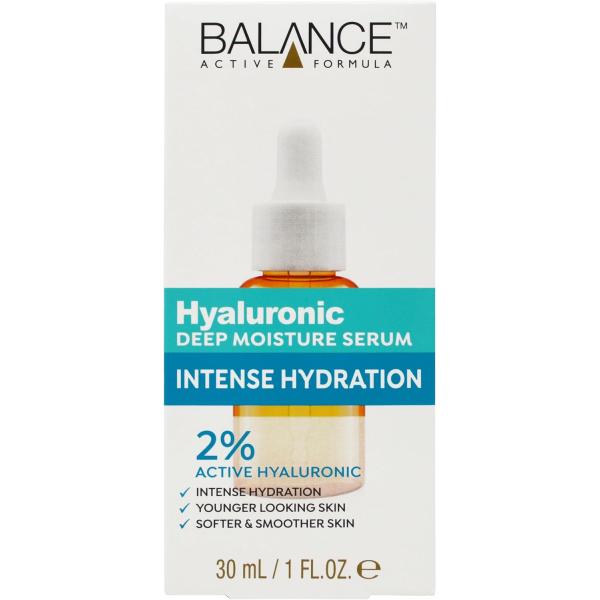 BALANCE™
ACTIVE FORMULA
Hyaluronic
DEEP MOISTURE SERUM
INTENSE HYDRATION
2%
ACTIVE HYALURONIC
✓ INTENSE HYDRATION
✓ YOUNGER LOOKING SKIN
✓ SOFTER & SMOOTHER SKIN
30 mL / 1 FL.OZ. ℮